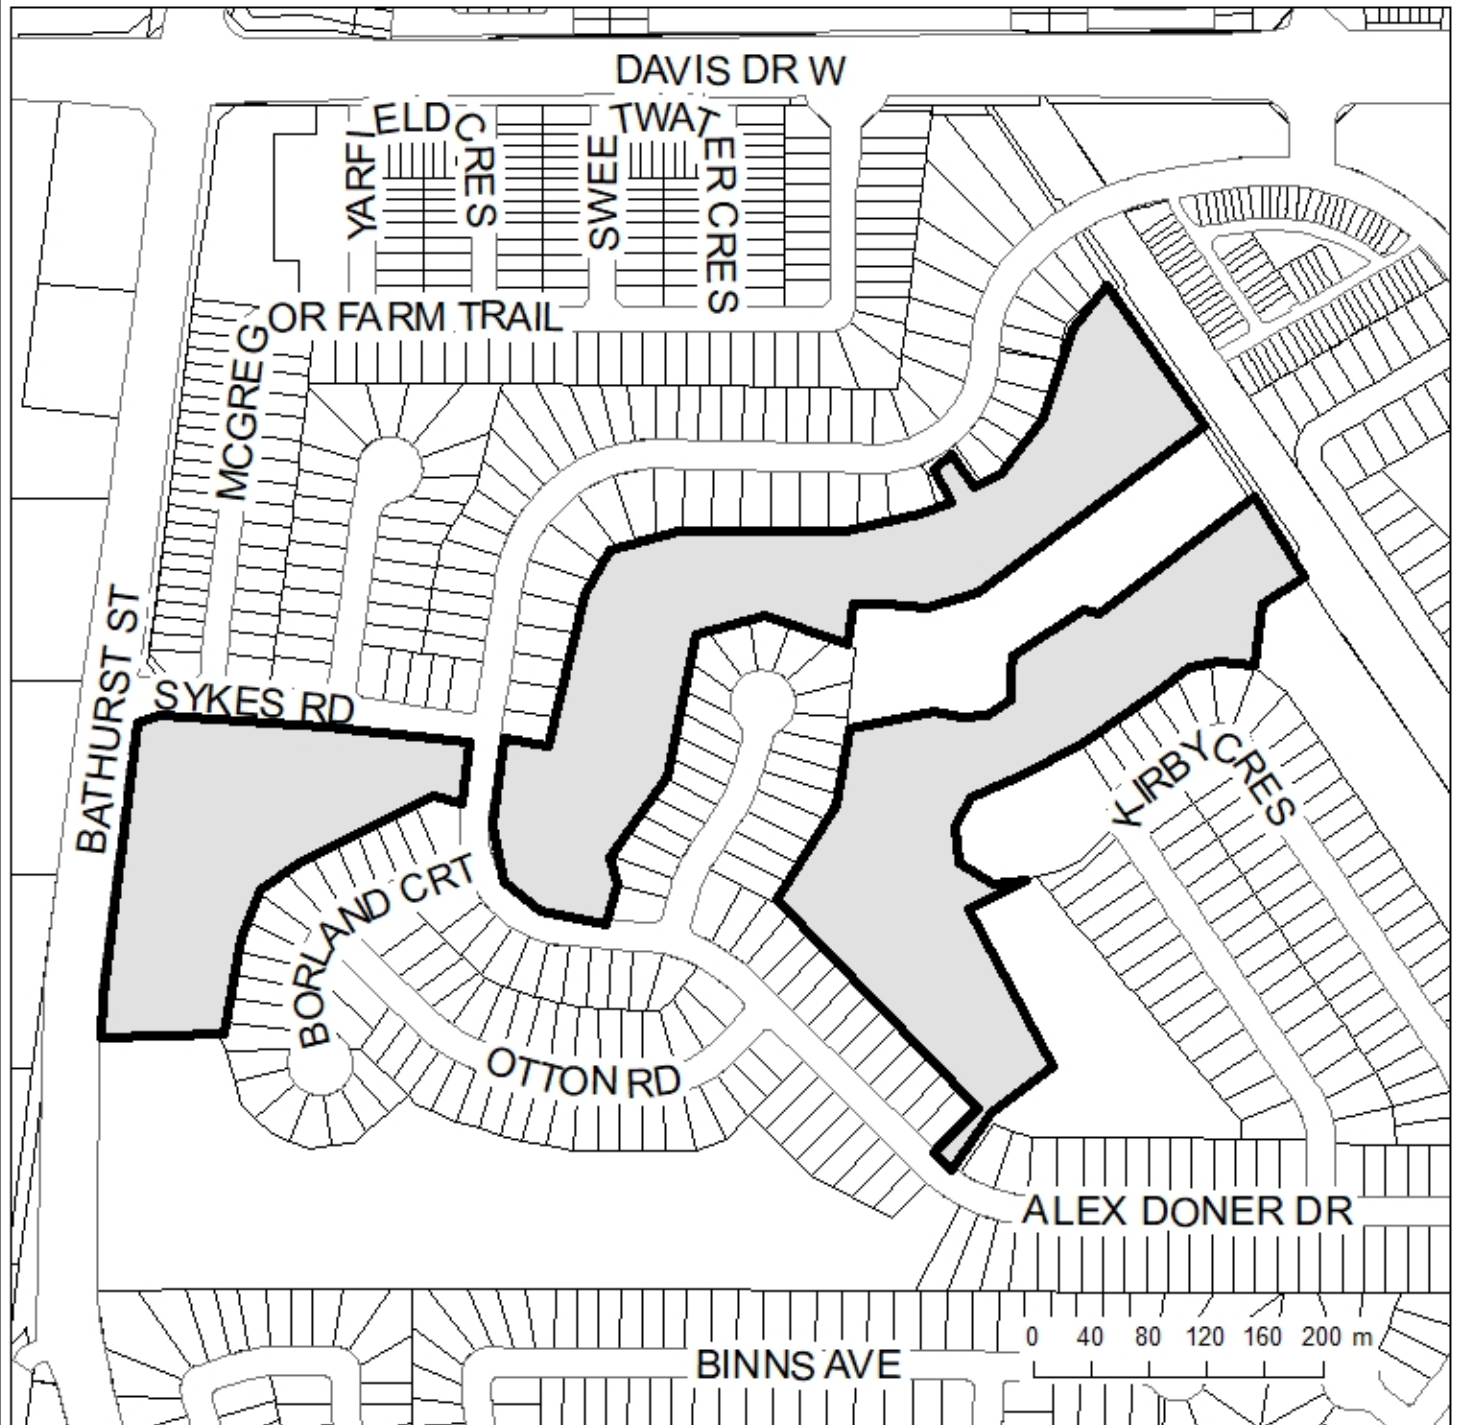 DAVIS DR W
YARFIELD CRES
SWEETWATER CRES
MCGREGOR FARM TRAIL
BATHURST ST
SYKES RD
KIRBY CRES
BORLAND CRT
OTTON RD
ALEX DONER DR
0 40 80 120 160 200 m
BINNS AVE